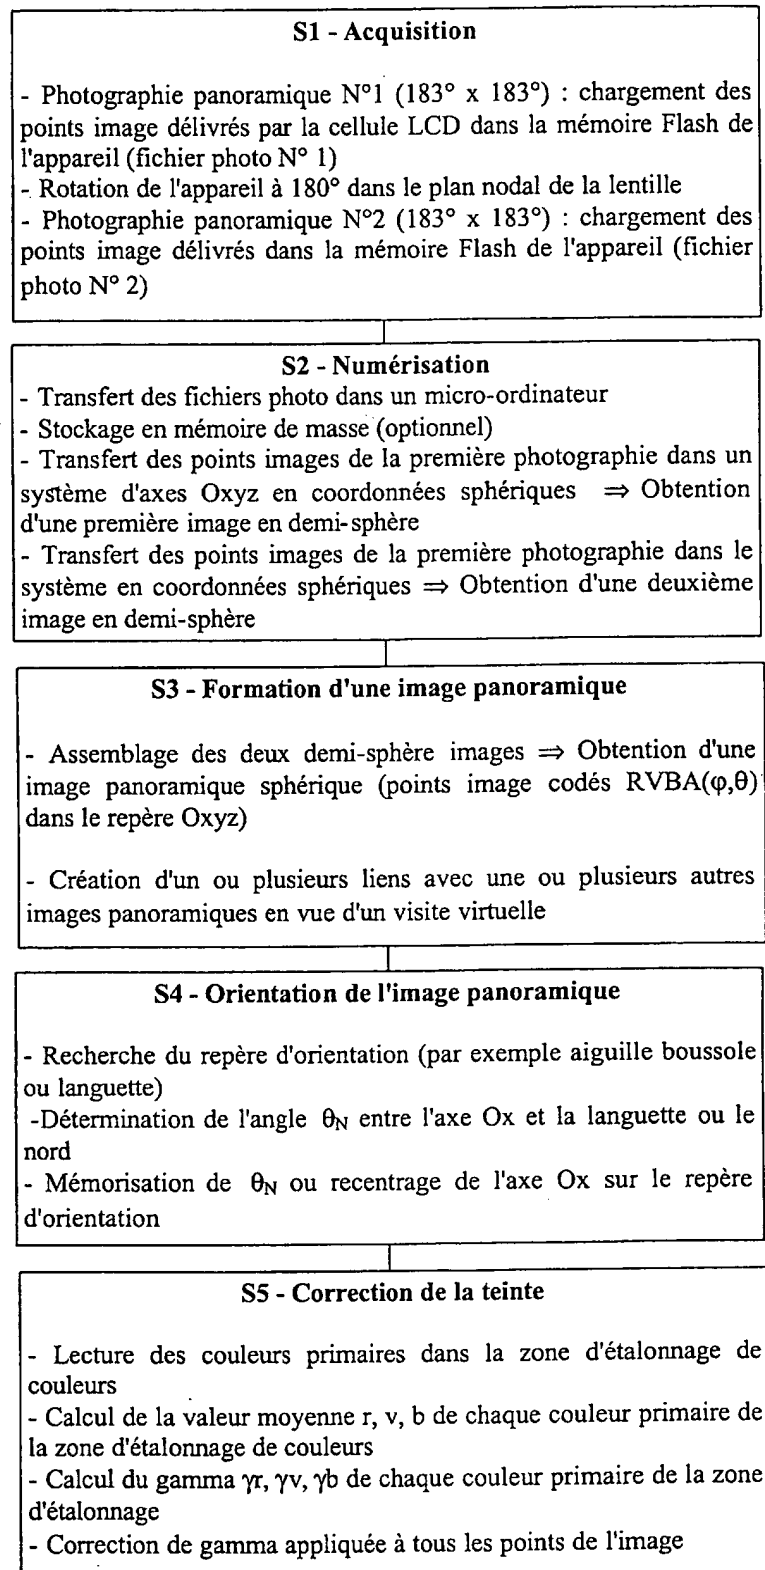 S1 - Acquisition
- Photographie panoramique N°1 (183° x 183°) : chargement des
points image délivrés par la cellule LCD dans la mémoire Flash de
l'appareil (fichier photo N° 1)
- Rotation de l'appareil à 180° dans le plan nodal de la lentille
- Photographie panoramique N°2 (183° x 183°) : chargement des
points image délivrés dans la mémoire Flash de l'appareil (fichier
photo N° 2)
S2 - Numérisation
- Transfert des fichiers photo dans un micro-ordinateur
- Stockage en mémoire de masse (optionnel)
- Transfert des points images de la première photographie dans un
système d'axes Oxyz en coordonnées sphériques ⇒ Obtention
d'une première image en demi-sphère
- Transfert des points images de la première photographie dans le
système en coordonnées sphériques ⇒ Obtention d'une deuxième
image en demi-sphère
S3 - Formation d'une image panoramique
- Assemblage des deux demi-sphère images ⇒ Obtention d'une
image panoramique sphérique (points image codés RVBA(φ,θ)
dans le repère Oxyz)
- Création d'un ou plusieurs liens avec une ou plusieurs autres
images panoramiques en vue d'un visite virtuelle
S4 - Orientation de l'image panoramique
- Recherche du repère d'orientation (par exemple aiguille boussole
ou languette)
-Détermination de l'angle θN entre l'axe Ox et la languette ou le
nord
- Mémorisation de θN ou recentrage de l'axe Ox sur le repère
d'orientation
S5 - Correction de la teinte
- Lecture des couleurs primaires dans la zone d'étalonnage de
couleurs
- Calcul de la valeur moyenne r, v, b de chaque couleur primaire de
la zone d'étalonnage de couleurs
- Calcul du gamma γr, γv, γb de chaque couleur primaire de la zone
d'étalonnage
- Correction de gamma appliquée à tous les points de l'image